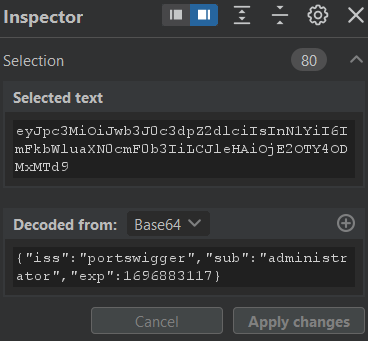 Inspector
Selection 80
Selected text
eyJpc3MiOiJwb3J0c3dpZ2dlciIsInN1YiI6I
mFkbWluaXN0cmF0b3IiLCJleHAiOjE2OTY4OD
MxMTd9
Decoded from: Base64
{"iss":"portswigger","sub":"administr
ator","exp":1696883117}
Cancel Apply changes